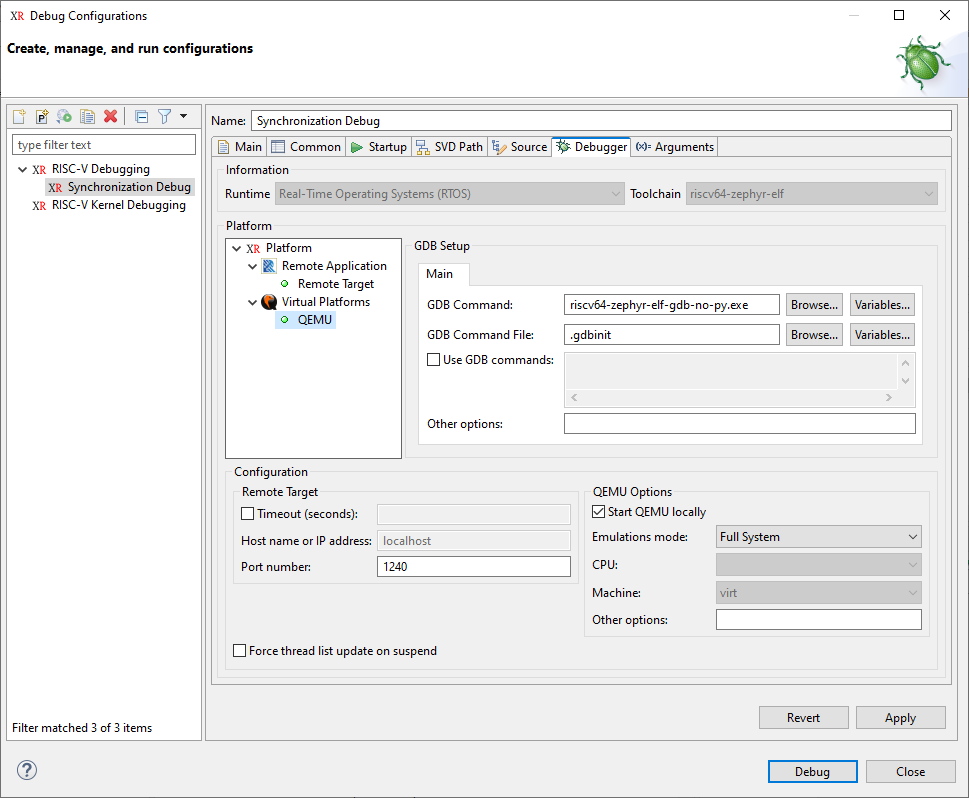 XR Debug Configurations
Create, manage, and run configurations
P
type filter text
XR RISC-V Debugging
XR Synchronization Debug
XR RISC-V Kernel Debugging
Filter matched 3 of 3 items
Name: Synchronization Debug
Main Common Startup SVD Path Source Debugger (x)= Arguments
Information
Runtime Real-Time Operating Systems (RTOS) Toolchain riscv64-zephyr-elf
Platform
XR Platform
Remote Application
Remote Target
Virtual Platforms
QEMU
GDB Setup
Main
GDB Command: riscv64-zephyr-elf-gdb-no-py.exe Browse... Variables...
GDB Command File: .gdbinit Browse... Variables...
Use GDB commands:
Other options:
Configuration
Remote Target
Timeout (seconds):
Host name or IP address: localhost
Port number: 1240
QEMU Options
Start QEMU locally
Emulations mode: Full System
CPU:
Machine: virt
Other options:
Force thread list update on suspend
Revert Apply
? Debug Close